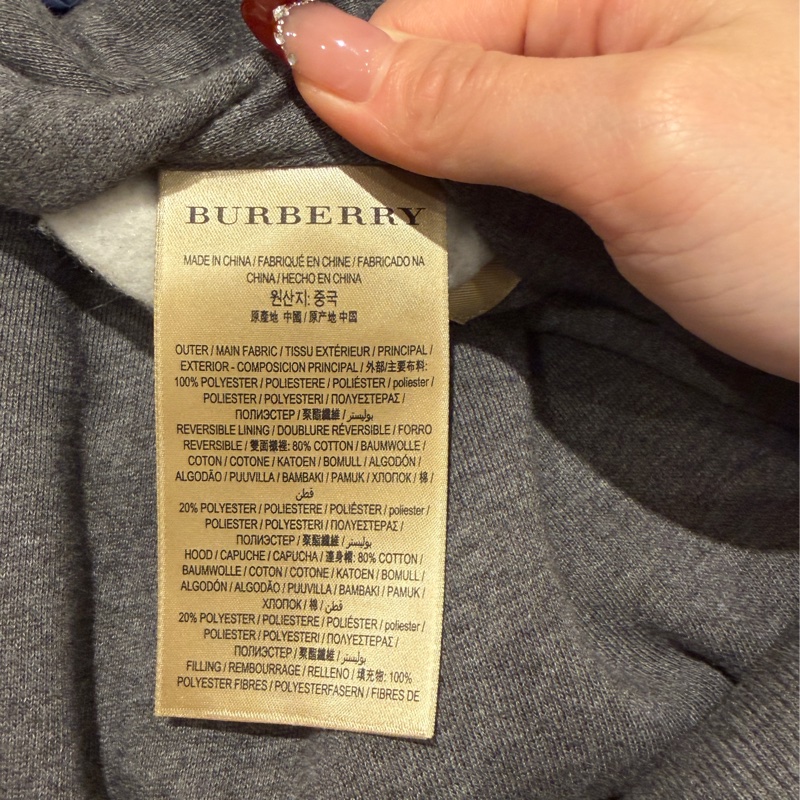 BURBERRY
MADE IN CHINA / FABRIQUÉ EN CHINE / FABRICADO NA
CHINA / HECHO EN CHINA
원산지: 중국
原產地 中國 / 原产地 中国
OUTER / MAIN FABRIC / TISSU EXTÉRIEUR / PRINCIPAL /
EXTERIOR - COMPOSICION PRINCIPAL / 外部/主要布料:
100% POLYESTER / POLIESTERE / POLIÉSTER / poliester /
POLIESTER / POLYESTERI / ΠΟΛΥΕΣΤΕΡΑΣ /
ПОЛИЭСТЕР / 聚酯纖維 / بوليستر
REVERSIBLE LINING / DOUBLURE RÉVERSIBLE / FORRO
REVERSIBLE / 雙面襯裡: 80% COTTON / BAUMWOLLE /
COTON / COTONE / KATOEN / BOMULL / ALGODÓN /
ALGODÃO / PUUVILLA / BAMBAKI / PAMUK / ХЛОПОК / 棉 /
قطن
20% POLYESTER / POLIESTERE / POLIÉSTER / poliester /
POLIESTER / POLYESTERI / ΠΟΛΥΕΣΤΕΡΑΣ /
ПОЛИЭСТЕР / 聚酯纖維 / بوليستر
HOOD / CAPUCHE / CAPUCHA / 連身帽: 80% COTTON /
BAUMWOLLE / COTON / COTONE / KATOEN / BOMULL /
ALGODÓN / ALGODÃO / PUUVILLA / BAMBAKI / PAMUK /
ХЛОПОК / 棉 / قطن
20% POLYESTER / POLIESTERE / POLIÉSTER / poliester /
POLIESTER / POLYESTERI / ΠΟΛΥΕΣΤΕΡΑΣ /
ПОЛИЭСТЕР / 聚酯纖維 / بوليستر
FILLING / REMBOURRAGE / RELLENO / 填充物: 100%
POLYESTER FIBRES / POLYESTERFASERN / FIBRES DE